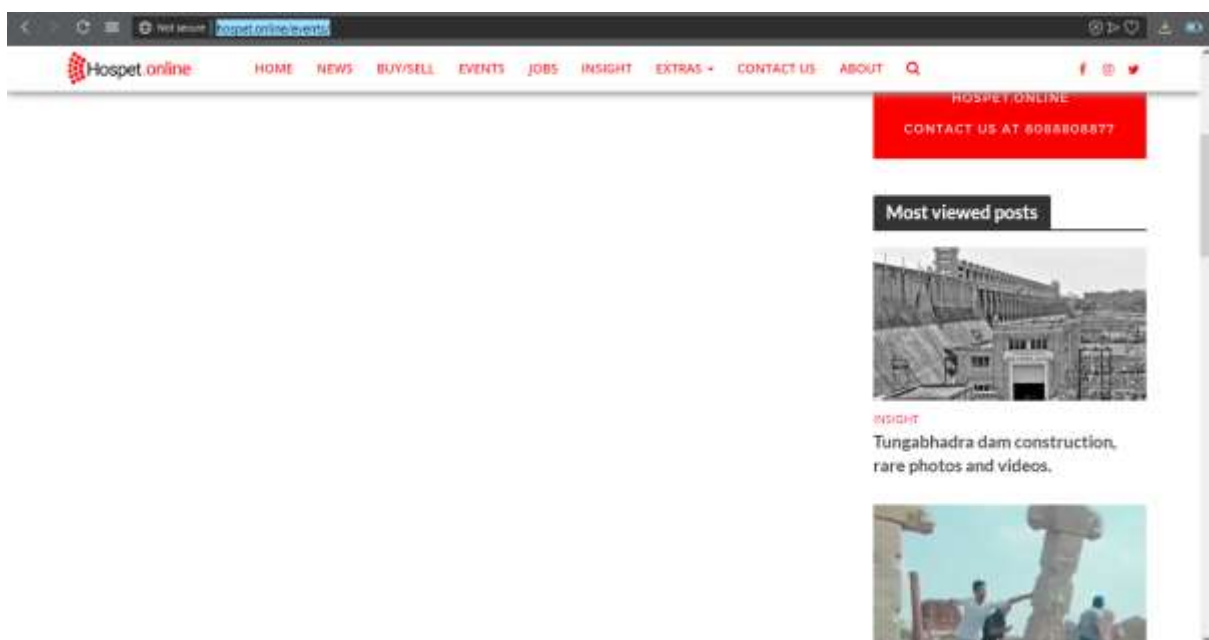 Not secure hospet.online/events/
Hospet.online HOME NEWS BUY/SELL EVENTS JOBS INSIGHT EXTRAS CONTACT US ABOUT
HOSPET.ONLINE
CONTACT US AT 8088808877
Most viewed posts
INSIGHT
Tungabhadra dam construction,
rare photos and videos.